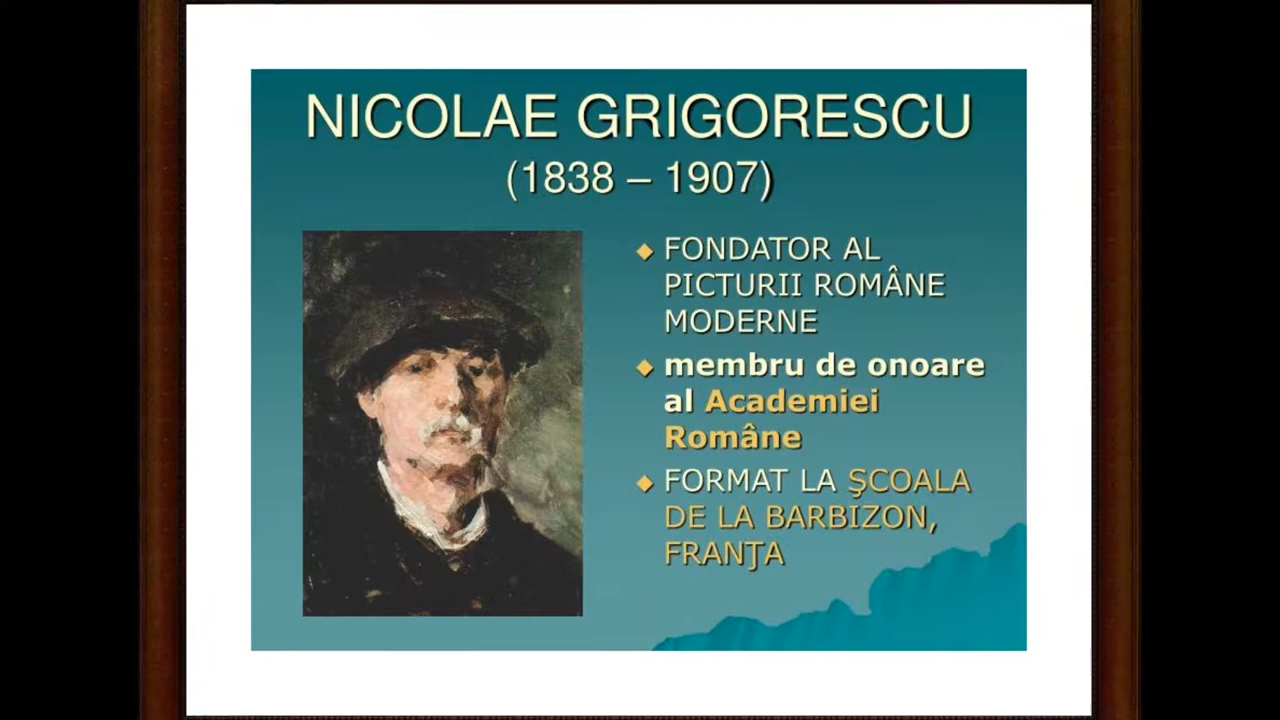 NICOLAE GRIGORESCU
(1838 – 1907)
FONDATOR AL
PICTURII ROMÂNE
MODERNE
membru de onoare
al Academiei
Române
FORMAT LA ŞCOALA
DE LA BARBIZON,
FRANŢA